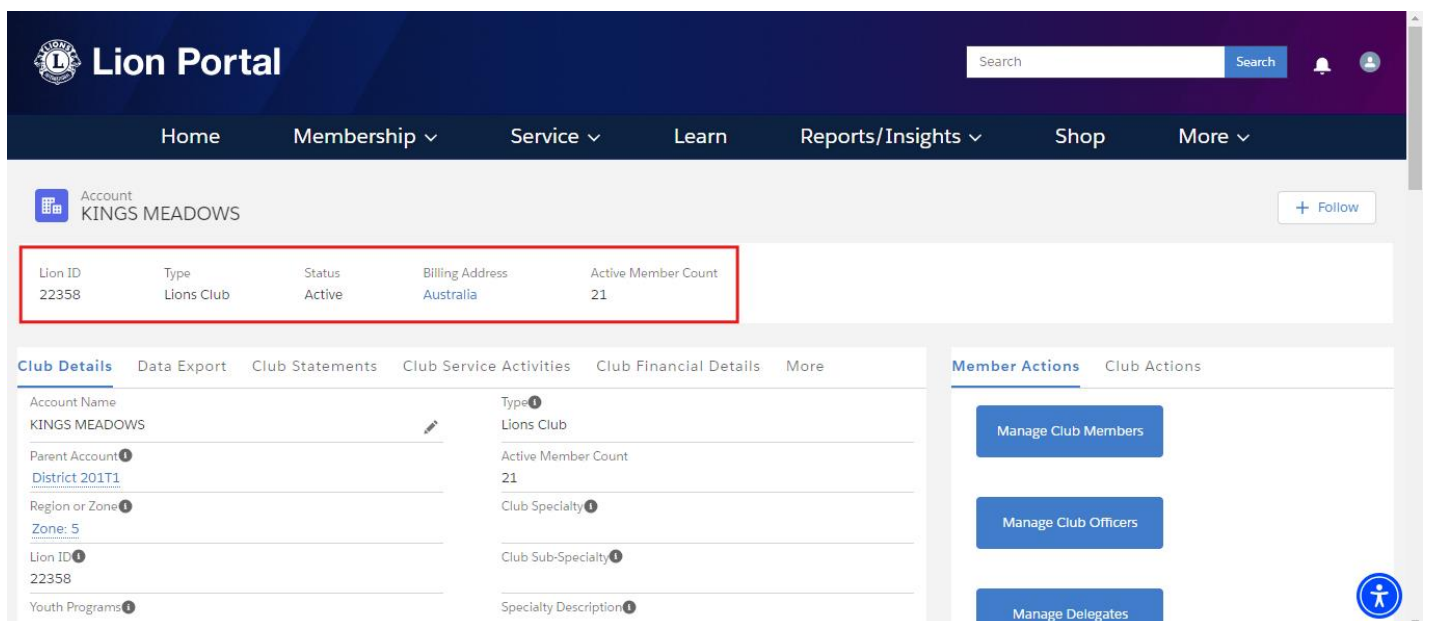 Lion Portal
Search Search
Home Membership Service Learn Reports/Insights Shop More
Account
KINGS MEADOWS
+ Follow
Lion ID Type Status Billing Address Active Member Count
22358 Lions Club Active Australia 21
Club Details Data Export Club Statements Club Service Activities Club Financial Details More
Member Actions Club Actions
Account Name Type
KINGS MEADOWS Lions Club
Parent Account Active Member Count
District 201T1 21
Region or Zone Club Specialty
Zone: 5
Lion ID Club Sub-Specialty
22358
Youth Programs Specialty Description
Manage Club Members
Manage Club Officers
Manage Delegates